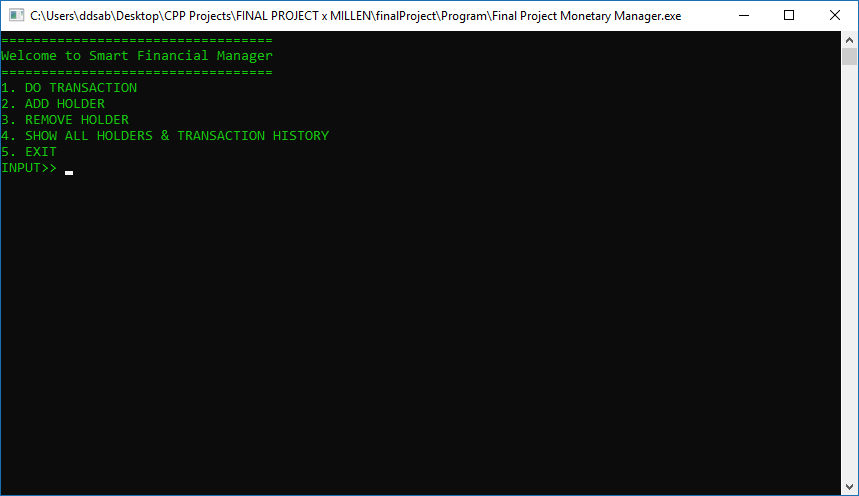 C:\Users\ddsab\Desktop\CPP Projects\FINAL PROJECT x MILLEN\finalProject\Program\Final Project Monetary Manager.exe
==================================
Welcome to Smart Financial Manager
==================================
1. DO TRANSACTION
2. ADD HOLDER
3. REMOVE HOLDER
4. SHOW ALL HOLDERS & TRANSACTION HISTORY
5. EXIT
INPUT>>